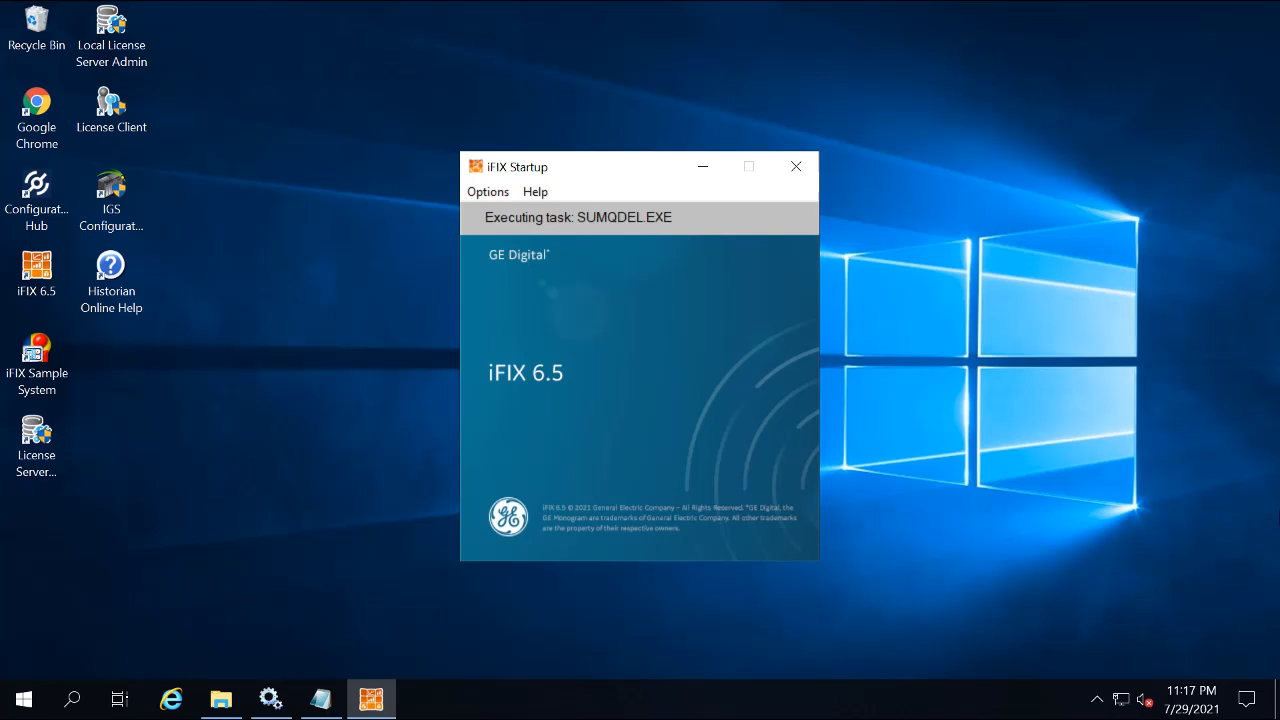 Recycle Bin
Local License
Server Admin
Google
Chrome
License Client
Configurat...
Hub
IGS
Configurat...
iFIX 6.5
Historian
Online Help
iFIX Sample
System
License
Server...
iFIX Startup
Options Help
Executing task: SUMQDEL.EXE
GE Digital*
iFIX 6.5
iFIX 6.5 © 2021 General Electric Company – All Rights Reserved. *GE Digital, the
GE Monogram are trademarks of General Electric Company. All other trademarks
are the property of their respective owners.
11:17 PM
7/29/2021